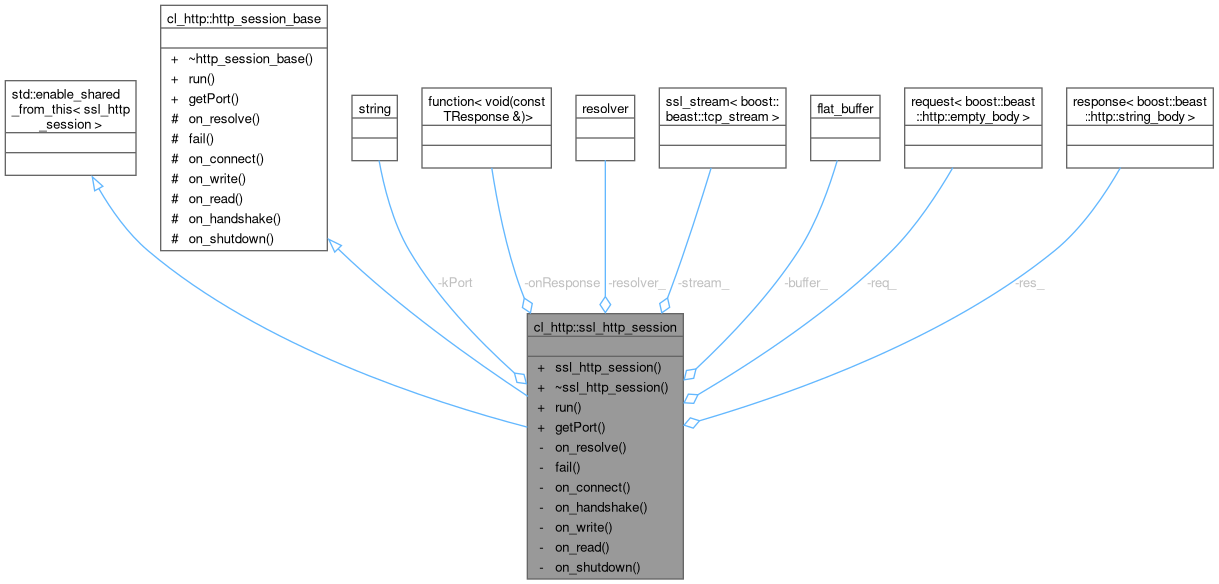 cl_http::http_session_base
+ ~http_session_base()
+ run()
+ getPort()
# on_resolve()
# fail()
# on_connect()
# on_write()
# on_read()
# on_handshake()
# on_shutdown()
std::enable_shared
_from_this< ssl_http
_session >
string
function< void(const
TResponse &)>
resolver
ssl_stream< boost::
beast::tcp_stream >
flat_buffer
request< boost::beast
::http::empty_body >
response< boost::beast
::http::string_body >
-kPort
-onResponse
-resolver_
-stream_
-buffer_
-req_
-res_
cl_http::ssl_http_session
+ ssl_http_session()
+ ~ssl_http_session()
+ run()
+ getPort()
- on_resolve()
- fail()
- on_connect()
- on_handshake()
- on_write()
- on_read()
- on_shutdown()